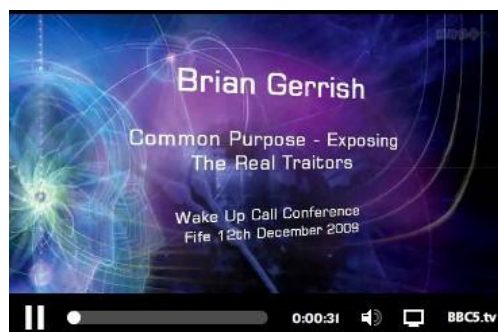 Brian Gerrish
Common Purpose - Exposing
The Real Traitors
Wake Up Call Conference
Fife 12th December 2009
0:00:31
BBC5.tv